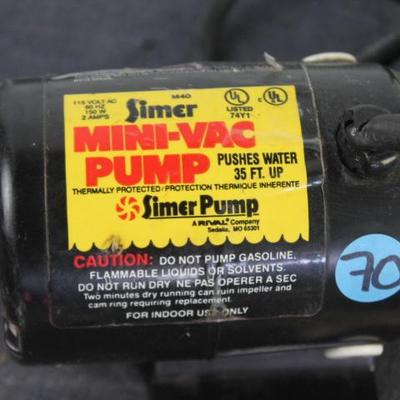 M40
115 VOLT AC
60 HZ
150 W
2 AMPS
Simer
UL
LISTED
74Y1
c UL
MINI-VAC
PUMP
PUSHES WATER
35 FT. UP
THERMALLY PROTECTED/PROTECTION THERMIQUE INHERENTE
Simer Pump
A RIVAL Company
Sedalia, MO 65301
CAUTION: DO NOT PUMP GASOLINE,
FLAMMABLE LIQUIDS OR SOLVENTS.
DO NOT RUN DRY NE PAS OPERER A SEC
Two minutes dry running can ruin impeller and
cam ring requiring replacement.
FOR INDOOR USE ONLY
70